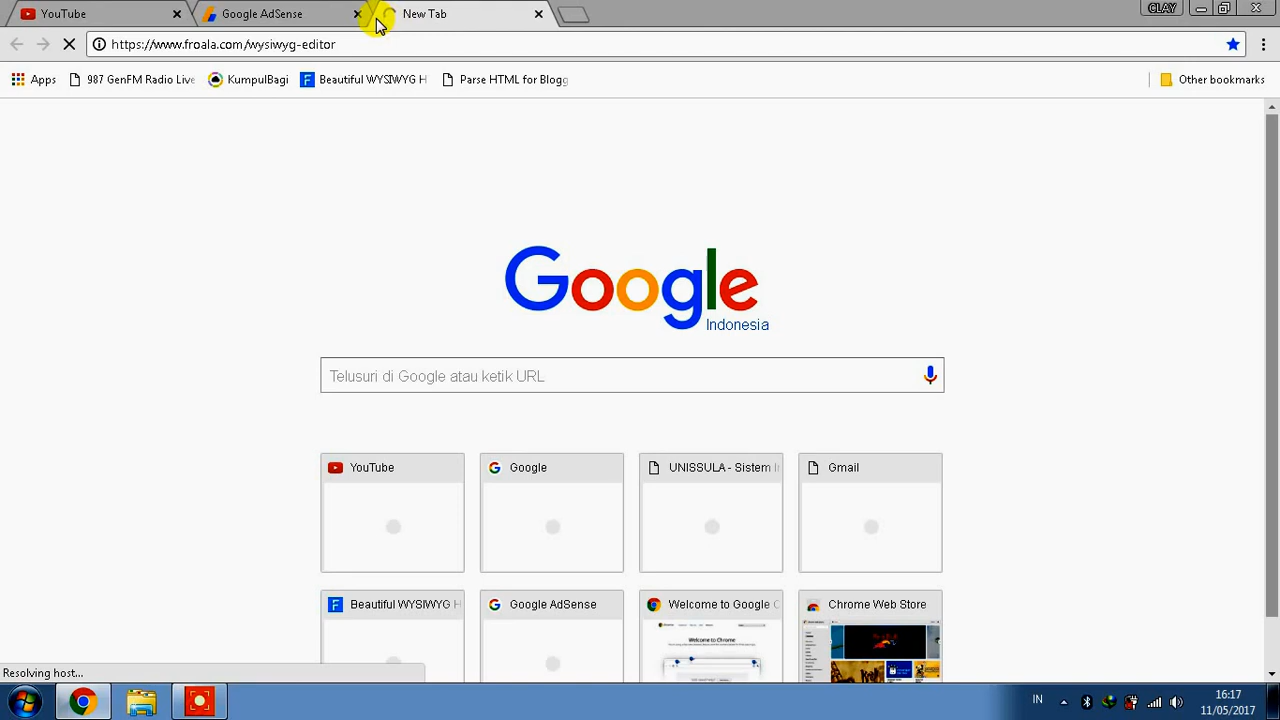 YouTube
Google AdSense
New Tab
CLAY
https://www.froala.com/wysiwyg-editor
Apps
987 GenFM Radio Live
KumpulBagi
Beautiful WYSIWYG H
Parse HTML for Blogg
Other bookmarks
Google
Indonesia
Telusuri di Google atau ketik URL
YouTube
Google
UNISSULA - Sistem I
Gmail
Beautiful WYSIWYG H
Google AdSense
Welcome to Google C
Chrome Web Store
Welcome to Chrome
Resolving host...
IN
16:17
11/05/2017